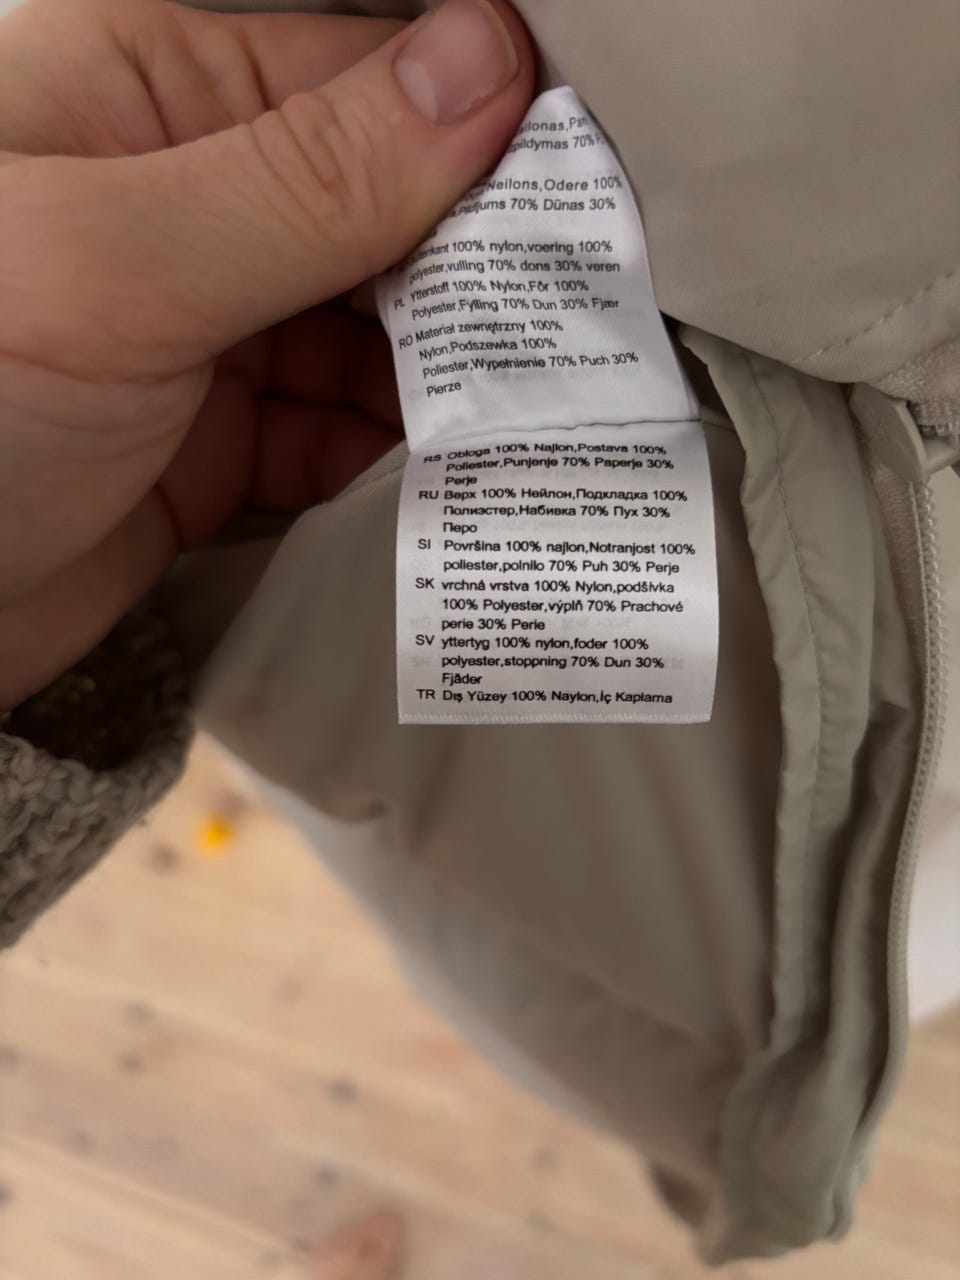 70%
Neilons,Odere 100%
70% Dūnas 30%
100% nylon,voering 100%
polyester,vulling 70% dons 30% veren
Ytterstoff 100% Nylon,Fôr 100%
PL Polyester,Fylling 70% Dun 30% Fjær
RO Materiał zewnętrzny 100%
Nylon,Podszewka 100%
Poliester,Wypełnienie 70% Puch 30%
Pierze
RS Obloga 100% Najlon,Postava 100%
Poliester,Punjenje 70% Paperje 30%
Perje
RU Верх 100% Нейлон,Подкладка 100%
Полиэстер,Набивка 70% Пух 30%
Перо
SI Površina 100% najlon,Notranjost 100%
poliester,polnilo 70% Puh 30% Perje
SK vrchná vrstva 100% Nylon,podšívka
100% Polyester,výplň 70% Prachové
perie 30% Perie
SV yttertyg 100% nylon,foder 100%
polyester,stoppning 70% Dun 30%
Fjäder
TR Dış Yüzey 100% Naylon,İç Kaplama